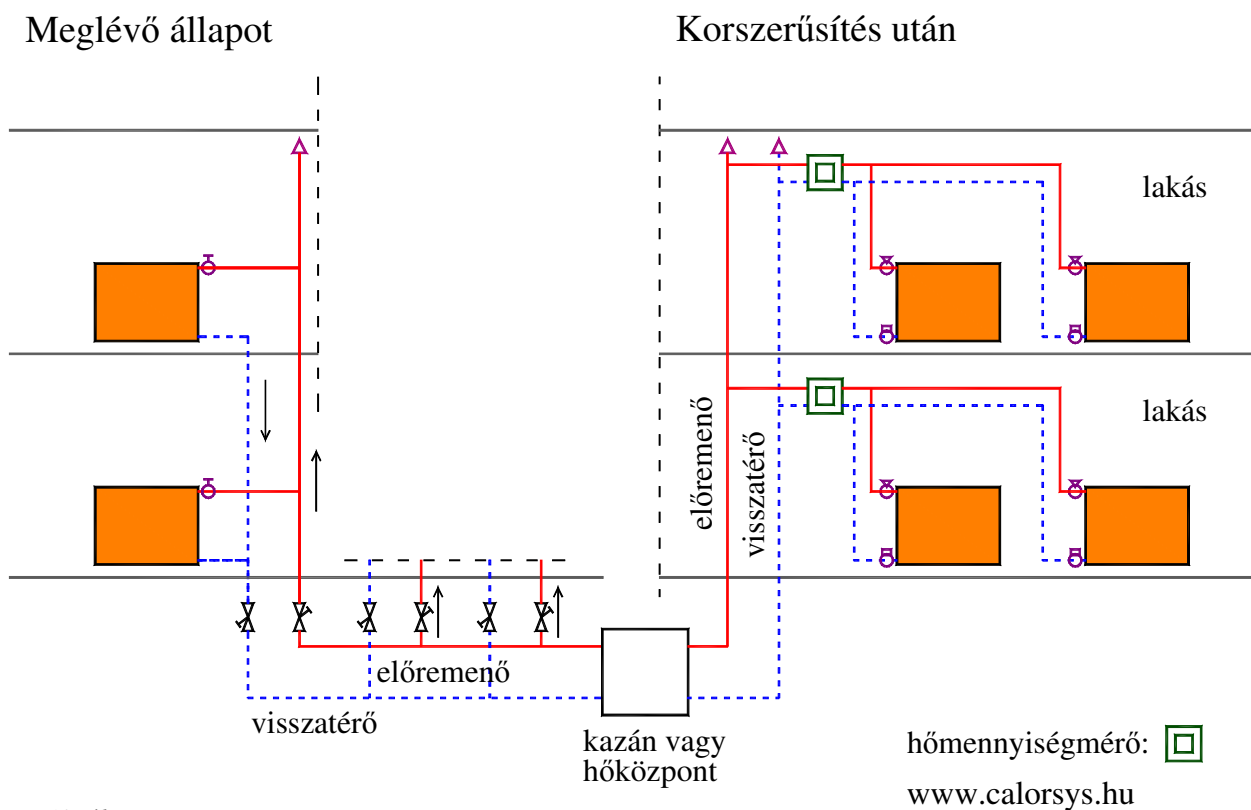 Meglévő állapot
Korszerűsítés után
lakás
lakás
előremenő
visszatérő
előremenő
visszatérő
kazán vagy
hőközpont
hőmennyiségmérő:
www.calorsys.hu